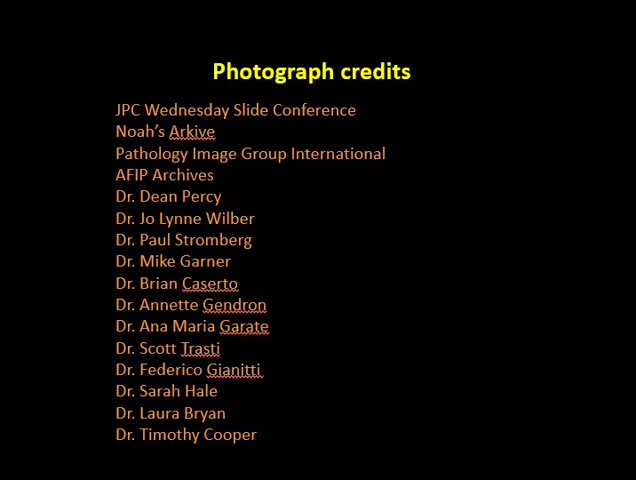 Photograph credits
JPC Wednesday Slide Conference
Noah's Arkive
Pathology Image Group International
AFIP Archives
Dr. Dean Percy
Dr. Jo Lynne Wilber
Dr. Paul Stromberg
Dr. Mike Garner
Dr. Brian Caserto
Dr. Annette Gendron
Dr. Ana Maria Garate
Dr. Scott Trasti
Dr. Federico Gianitti
Dr. Sarah Hale
Dr. Laura Bryan
Dr. Timothy Cooper